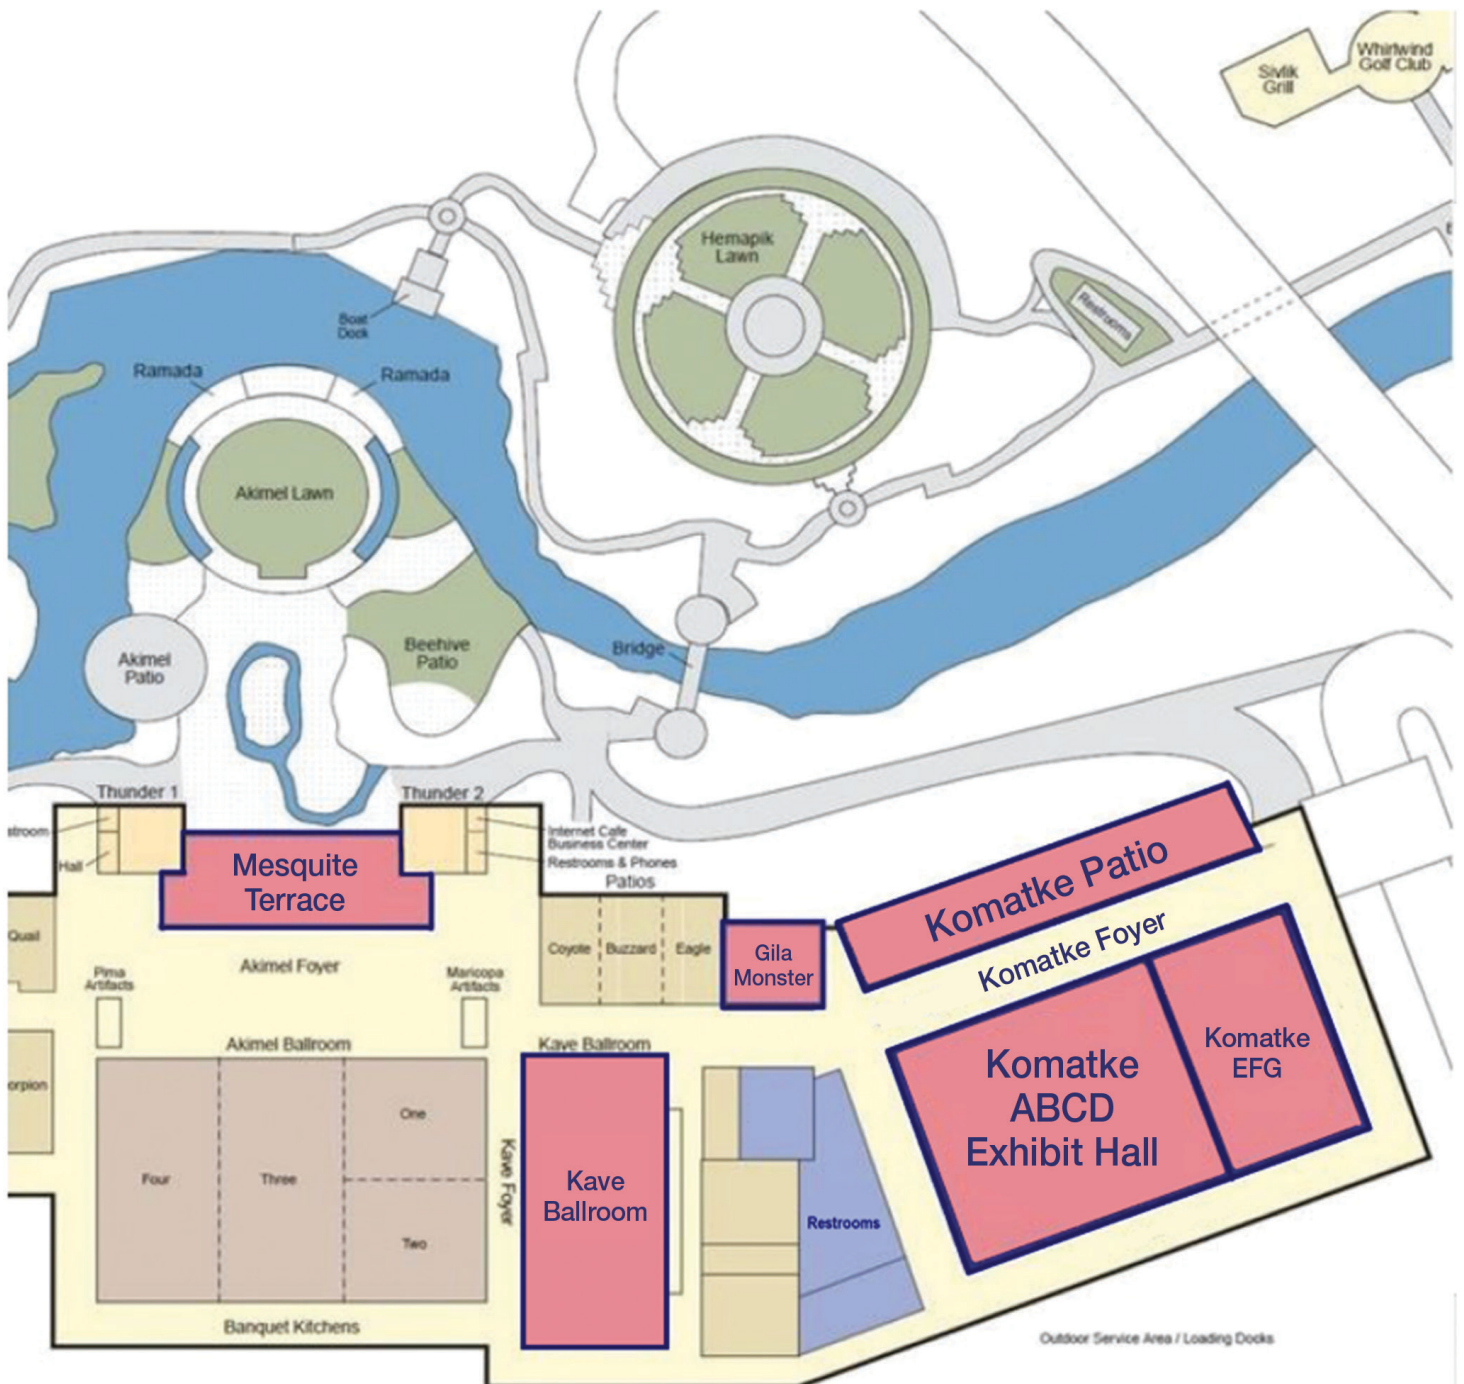 Whirlwind
Golf Club
Sivlik
Grill
Hemapik
Lawn
Restrooms
Boat
Dock
Ramada
Ramada
Akimel Lawn
Beehive
Patio
Bridge
Akimel
Patio
Thunder 1
Thunder 2
stroom
Hall
Internet Cafe
Business Center
Restrooms & Phones
Patios
Mesquite
Terrace
Komatke Patio
Komatke Foyer
Quail
Coyote
Buzzard
Eagle
Gila
Monster
Akimel Foyer
Pima
Artifacts
Maricopa
Artifacts
Akimel Ballroom
Kave Ballroom
Komatke
ABCD
Exhibit Hall
Komatke
EFG
orpion
One
Four
Three
Two
Kave Foyer
Kave
Ballroom
Restrooms
Banquet Kitchens
Outdoor Service Area / Loading Docks